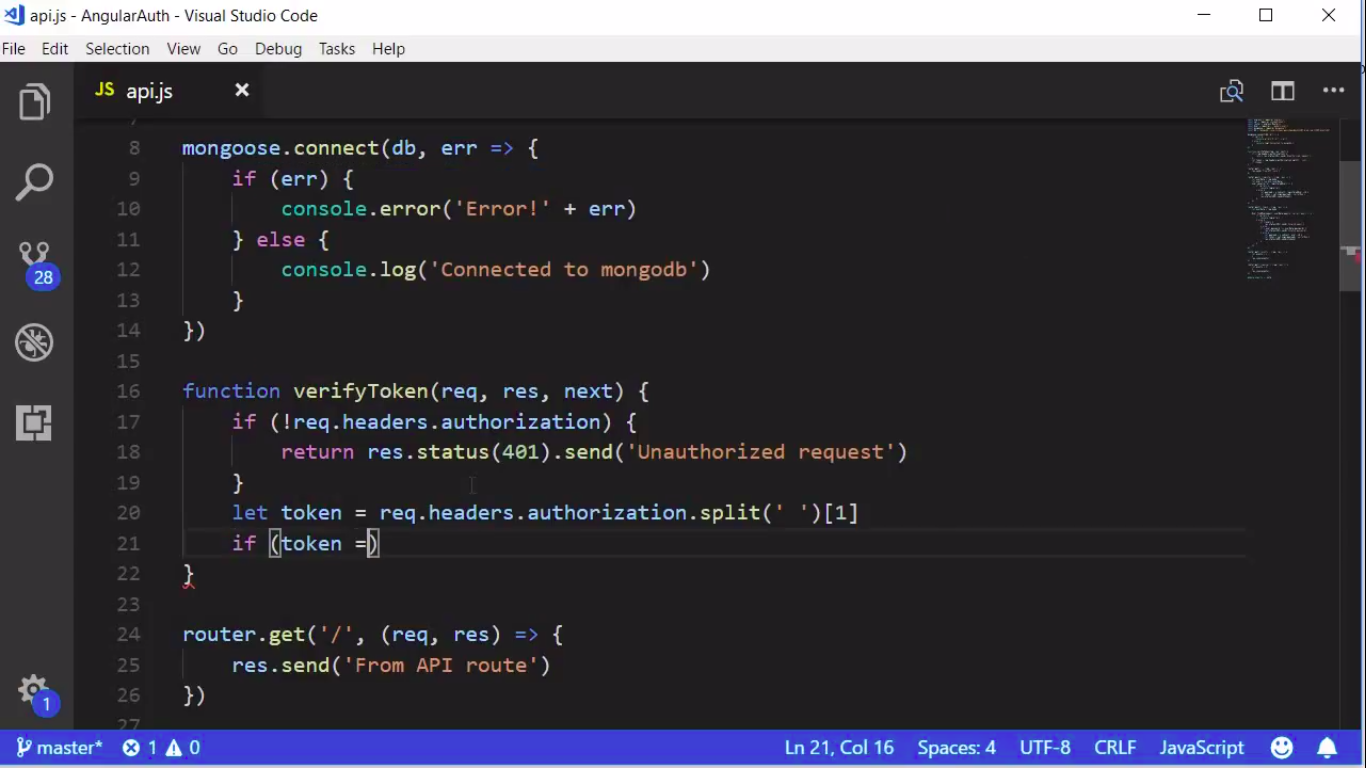 api.js - AngularAuth - Visual Studio Code
File Edit Selection View Go Debug Tasks Help
JS api.js
8 mongoose.connect(db, err => {
9 if (err) {
10 console.error('Error!' + err)
11 } else {
12 console.log('Connected to mongodb')
13 }
14 })
15
16 function verifyToken(req, res, next) {
17 if (!req.headers.authorization) {
18 return res.status(401).send('Unauthorized request')
19 }
20 let token = req.headers.authorization.split(' ')[1]
21 if (token =)
22 }
23
24 router.get('/', (req, res) => {
25 res.send('From API route')
26 })
27
28
1
master* 1 0 Ln 21, Col 16 Spaces: 4 UTF-8 CRLF JavaScript